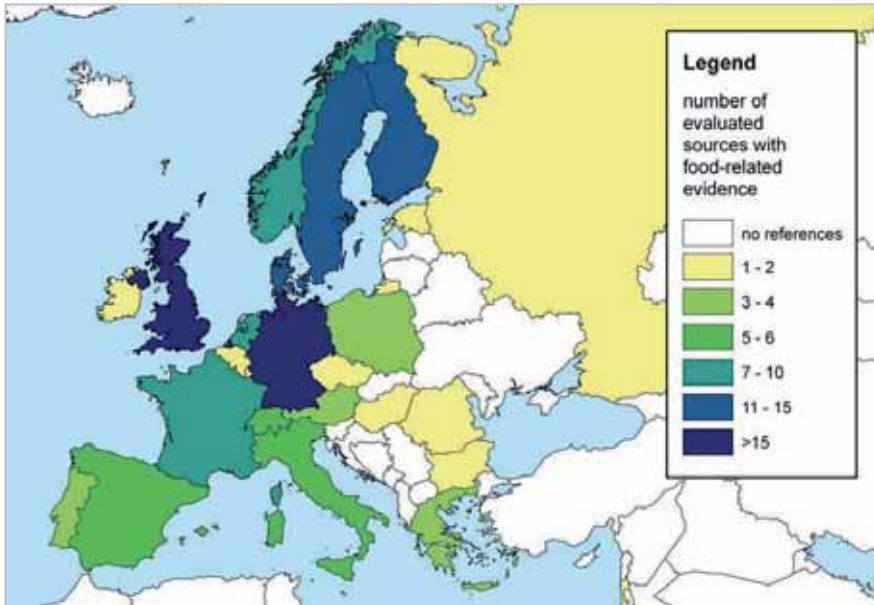 Legend
number of
evaluated
sources with
food-related
evidence
no references
1 - 2
3 - 4
5 - 6
7 - 10
11 - 15
>15